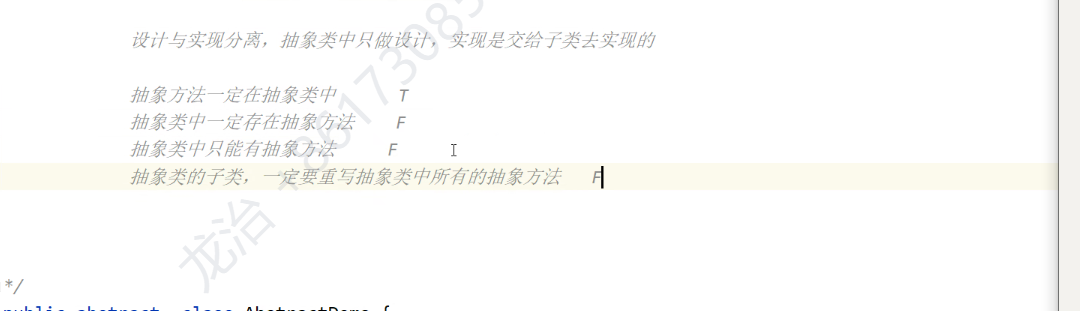 设计与实现分离，抽象类中只做设计，实现是交给子类去实现的
抽象方法一定在抽象类中 T
抽象类中一定存在抽象方法 F
抽象类中只能有抽象方法 F
抽象类的子类，一定要重写抽象类中所有的抽象方法 F
龙治 +86173085
*/
public abstract class AbstractDemo {